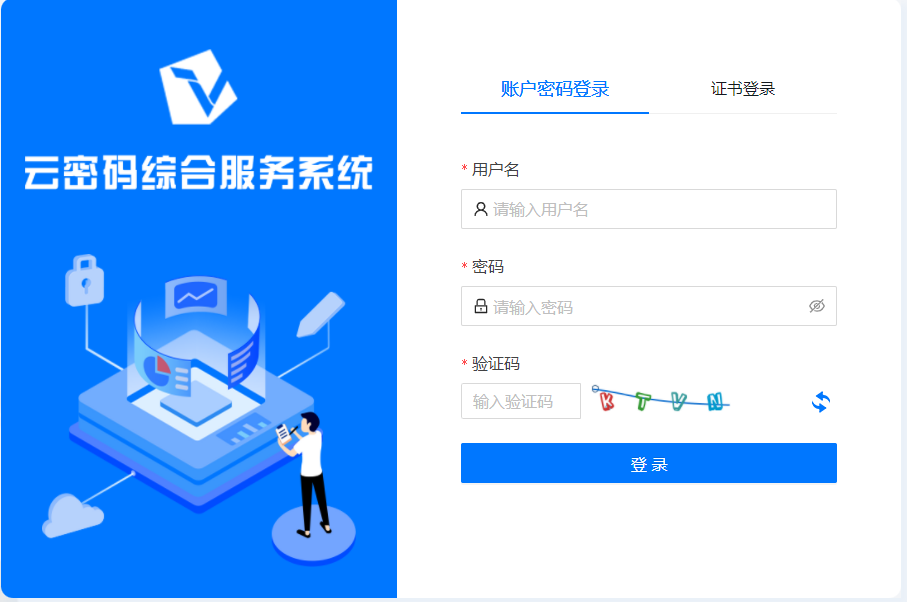 云密码综合服务系统
账户密码登录
证书登录
* 用户名
请输入用户名
* 密码
请输入密码
* 验证码
输入验证码
K T V N
登 录